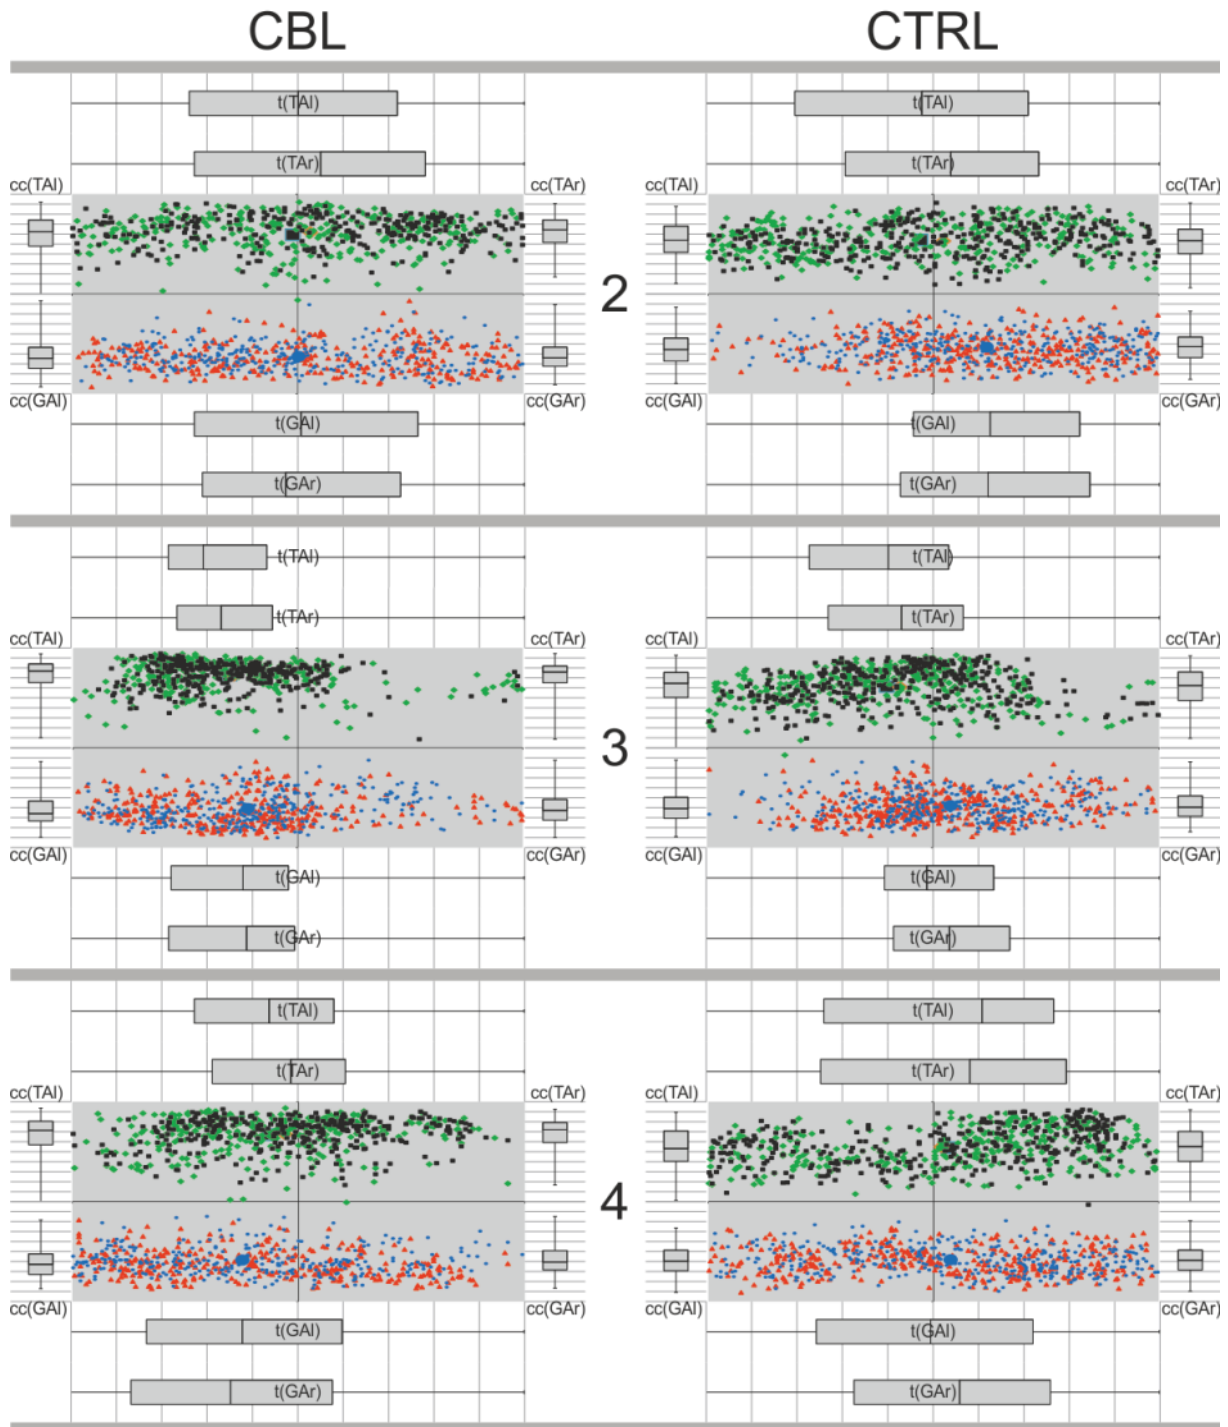 CBL CTRL
t(TAl) t(TAl)
t(TAr) t(TAr)
cc(TAl) cc(TAr) cc(TAl) cc(TAr)
2
cc(GAl) cc(GAr) cc(GAl) cc(GAr)
t(GAl) t(GAl)
t(GAr) t(GAr)
t(TAl) t(TAl)
t(TAr) t(TAr)
cc(TAl) cc(TAr) cc(TAl) cc(TAr)
3
cc(GAl) cc(GAr) cc(GAl) cc(GAr)
t(GAl) t(GAl)
t(GAr) t(GAr)
t(TAl) t(TAl)
t(TAr) t(TAr)
cc(TAl) cc(TAr) cc(TAl) cc(TAr)
4
cc(GAl) cc(GAr) cc(GAl) cc(GAr)
t(GAl) t(GAl)
t(GAr) t(GAr)